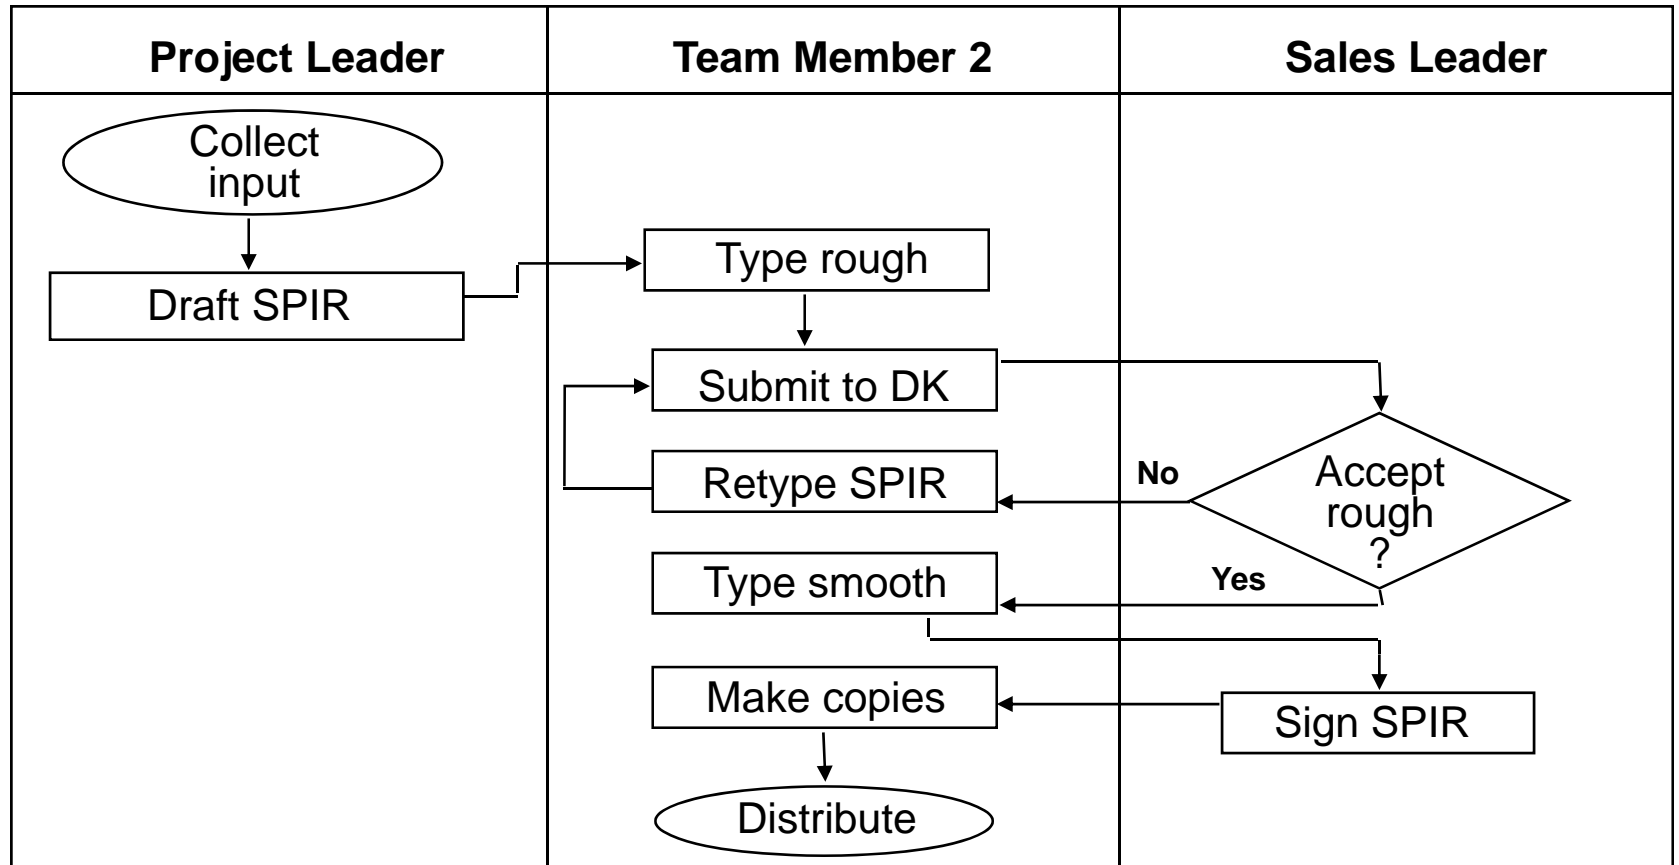 Project Leader
Team Member 2
Sales Leader
Collect
input
Type rough
Draft SPIR
Submit to DK
Accept
rough
?
No
Retype SPIR
Yes
Type smooth
Make copies
Sign SPIR
Distribute